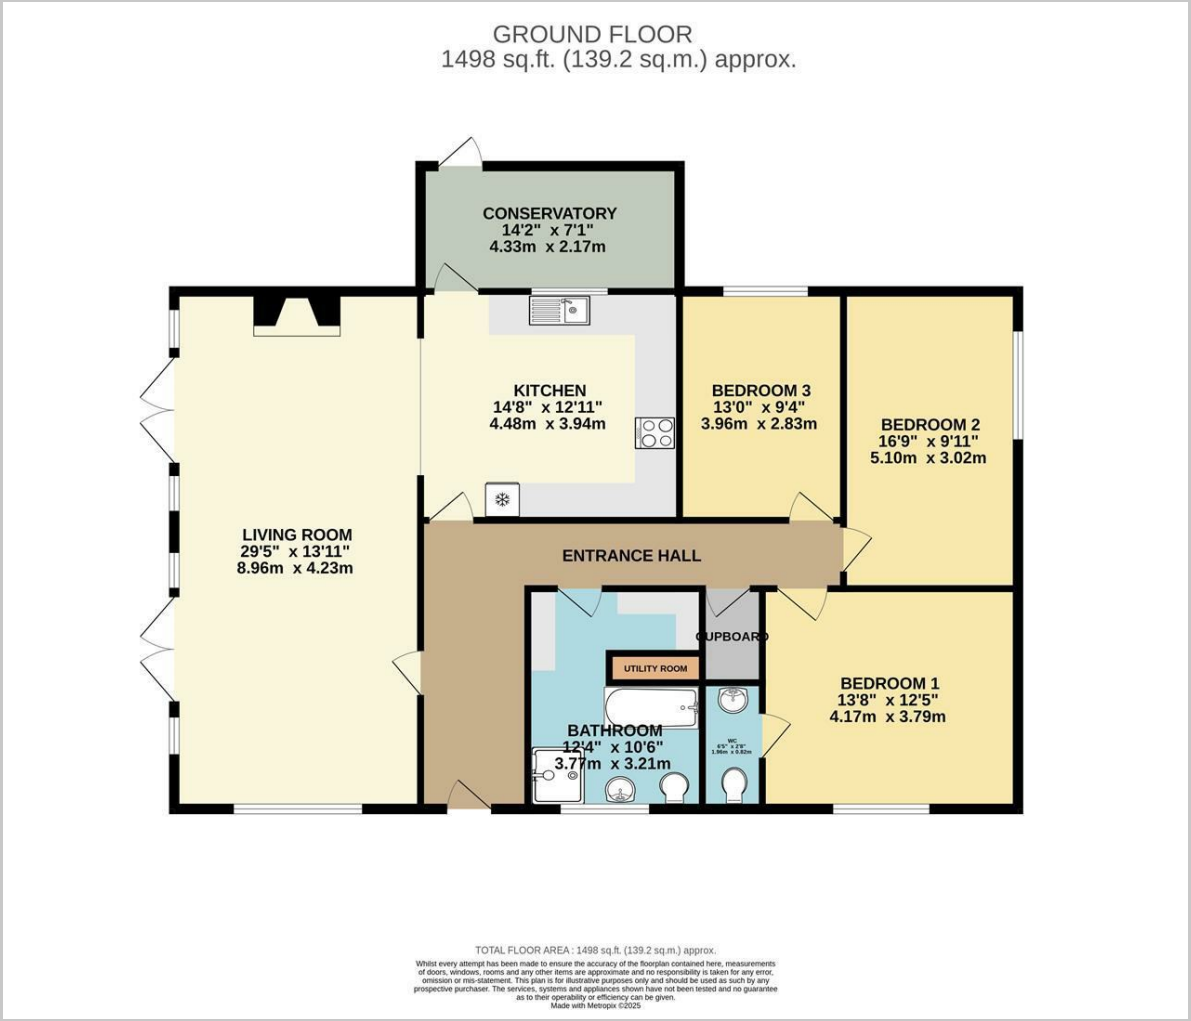 GROUND FLOOR
1498 sq.ft. (139.2 sq.m.) approx.
CONSERVATORY
14'2" x 7'1"
4.33m x 2.17m
KITCHEN
14'8" x 12'11"
4.48m x 3.94m
BEDROOM 3
13'0" x 9'4"
3.96m x 2.83m
BEDROOM 2
16'9" x 9'11"
5.10m x 3.02m
LIVING ROOM
29'5" x 13'11"
8.96m x 4.23m
ENTRANCE HALL
CUPBOARD
UTILITY ROOM
BEDROOM 1
13'8" x 12'5"
4.17m x 3.79m
BATHROOM
12'4" x 10'6"
3.77m x 3.21m
WC
6'5" x 2'8"
1.96m x 0.82m
TOTAL FLOOR AREA : 1498 sq.ft. (139.2 sq.m.) approx.
Whilst every attempt has been made to ensure the accuracy of the floorplan contained here, measurements
of doors, windows, rooms and any other items are approximate and no responsibility is taken for any error,
omission or mis-statement. This plan is for illustrative purposes only and should be used as such by any
prospective purchaser. The services, systems and appliances shown have not been tested and no guarantee
as to their operability or efficiency can be given.
Made with Metropix ©2025